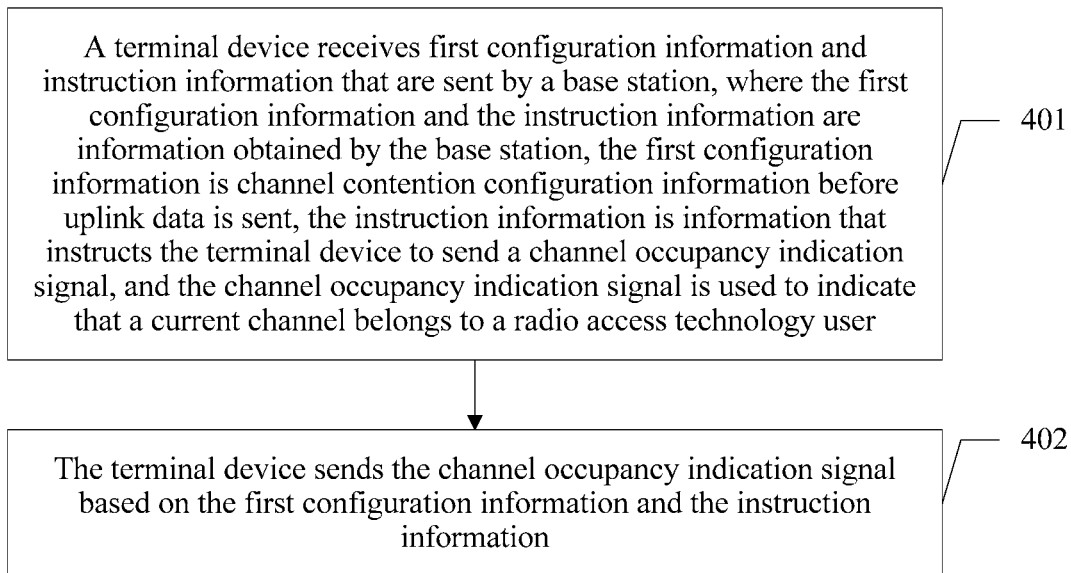 A terminal device receives first configuration information and
instruction information that are sent by a base station, where the first
configuration information and the instruction information are
information obtained by the base station, the first configuration
information is channel contention configuration information before
uplink data is sent, the instruction information is information that
instructs the terminal device to send a channel occupancy indication
signal, and the channel occupancy indication signal is used to indicate
that a current channel belongs to a radio access technology user
401
The terminal device sends the channel occupancy indication signal
based on the first configuration information and the instruction
information
402